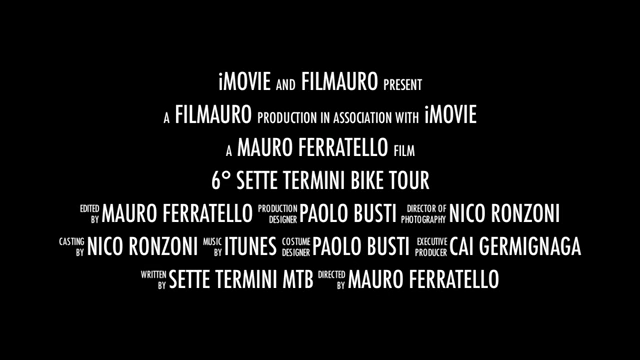 iMOVIE AND FILMAURO PRESENT
A FILMAURO PRODUCTION IN ASSOCIATION WITH iMOVIE
A MAURO FERRATELLO FILM
6° SETTE TERMINI BIKE TOUR
EDITED BY MAURO FERRATELLO PRODUCTION DESIGNER PAOLO BUSTI DIRECTOR OF PHOTOGRAPHY NICO RONZONI
CASTING BY NICO RONZONI MUSIC BY ITUNES COSTUME DESIGNER PAOLO BUSTI EXECUTIVE PRODUCER CAI GERMIGNAGA
WRITTEN BY SETTE TERMINI MTB DIRECTED BY MAURO FERRATELLO